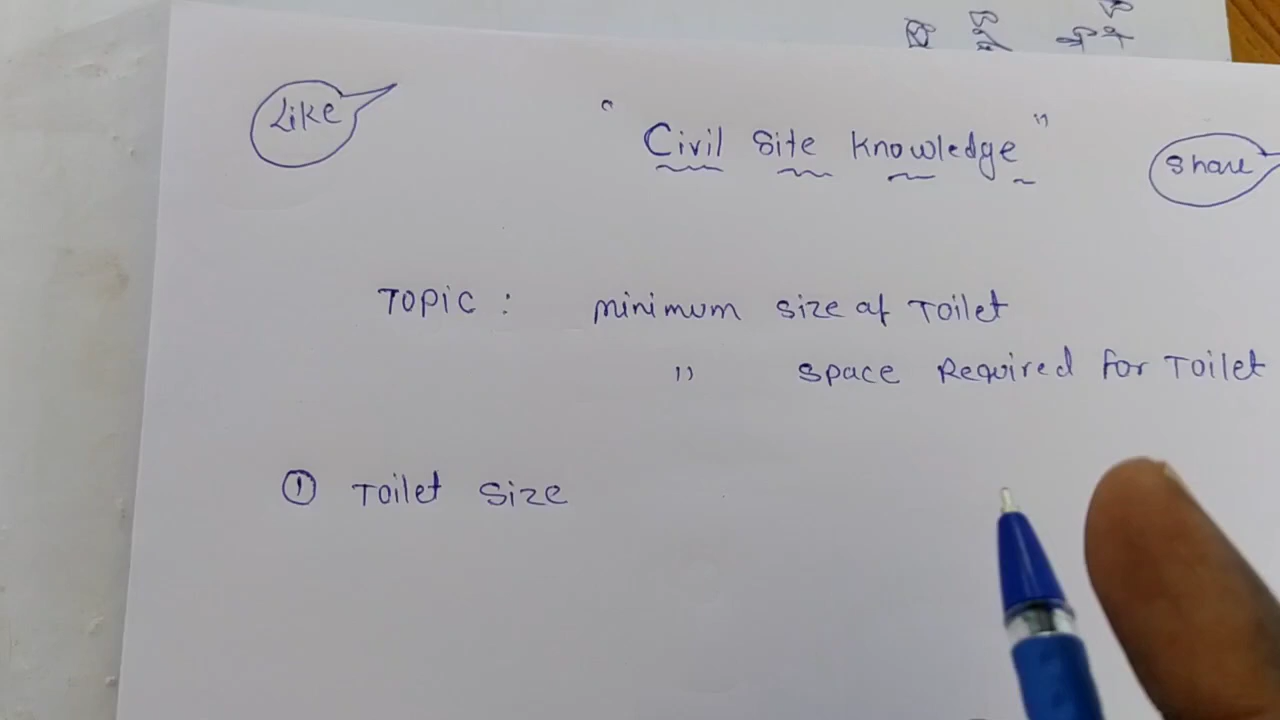 Like
" Civil Site Knowledge "
Share
TOPIC : minimum size of Toilet
" space Required for Toilet
① Toilet size